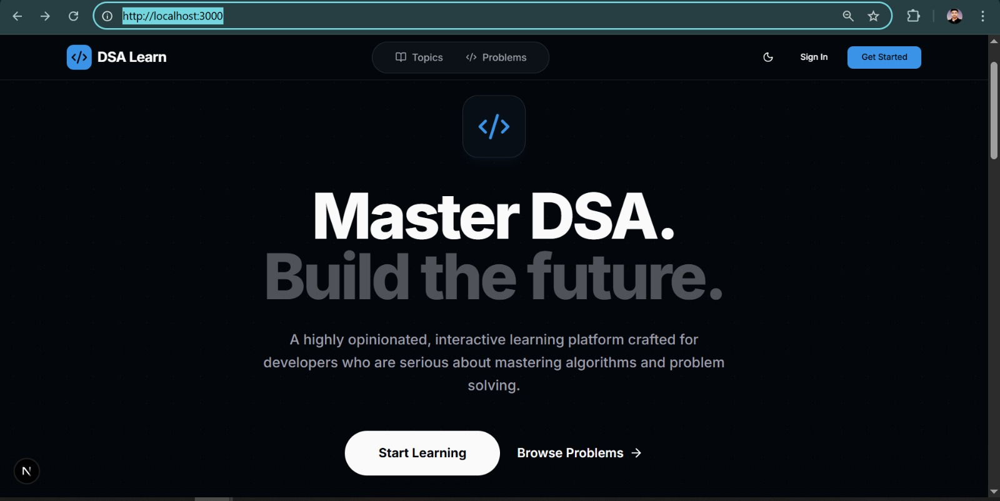 http://localhost:3000
</> DSA Learn
Topics
</> Problems
Sign In
Get Started
</>
Master DSA.
Build the future.
A highly opinionated, interactive learning platform crafted for
developers who are serious about mastering algorithms and problem
solving.
Start Learning
Browse Problems →
N